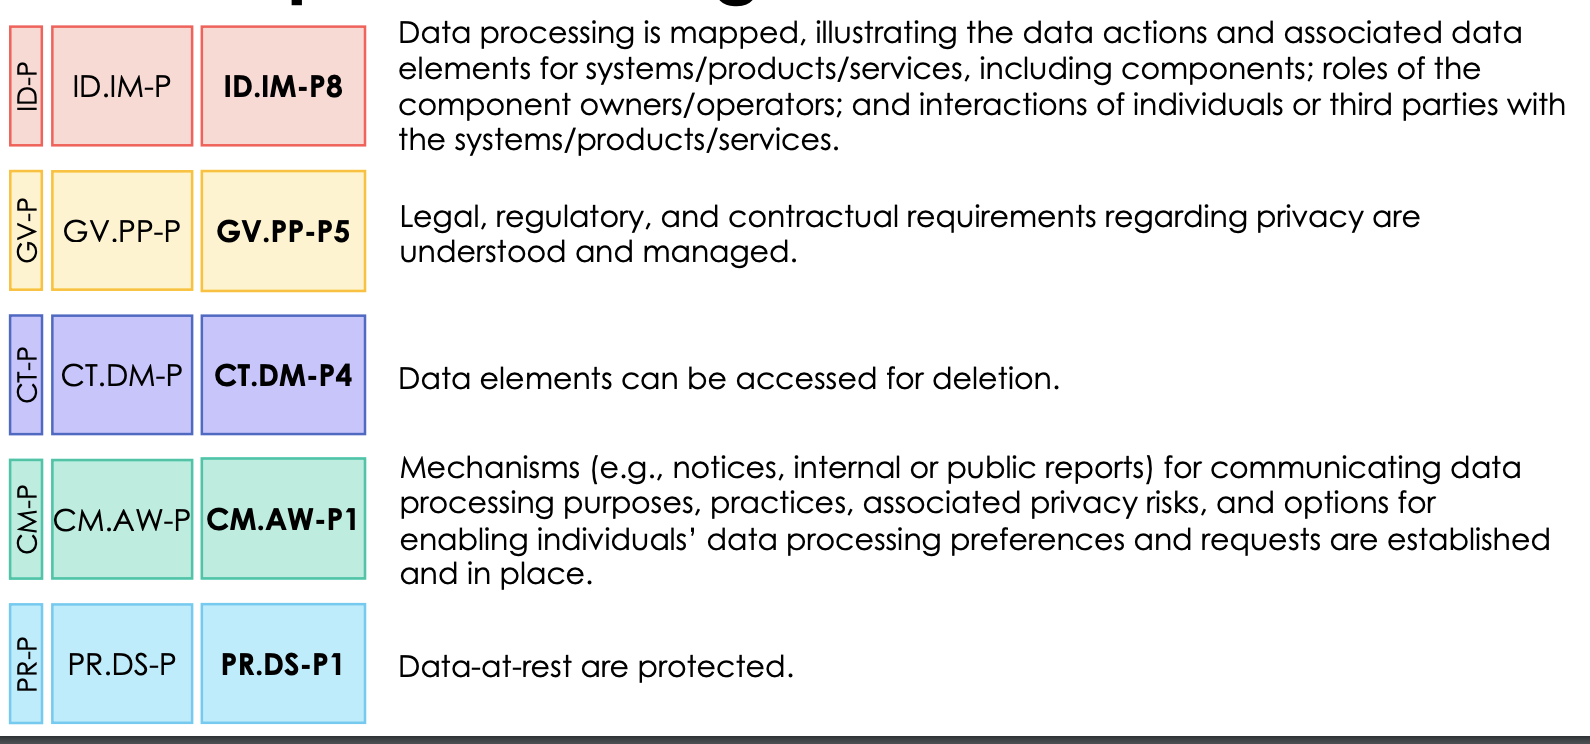 ID-P
ID.IM-P
ID.IM-P8
Data processing is mapped, illustrating the data actions and associated data
elements for systems/products/services, including components; roles of the
component owners/operators; and interactions of individuals or third parties with
the systems/products/services.
GV-P
GV.PP-P
GV.PP-P5
Legal, regulatory, and contractual requirements regarding privacy are
understood and managed.
CT-P
CT.DM-P
CT.DM-P4
Data elements can be accessed for deletion.
CM-P
CM.AW-P
CM.AW-P1
Mechanisms (e.g., notices, internal or public reports) for communicating data
processing purposes, practices, associated privacy risks, and options for
enabling individuals’ data processing preferences and requests are established
and in place.
PR-P
PR.DS-P
PR.DS-P1
Data-at-rest are protected.